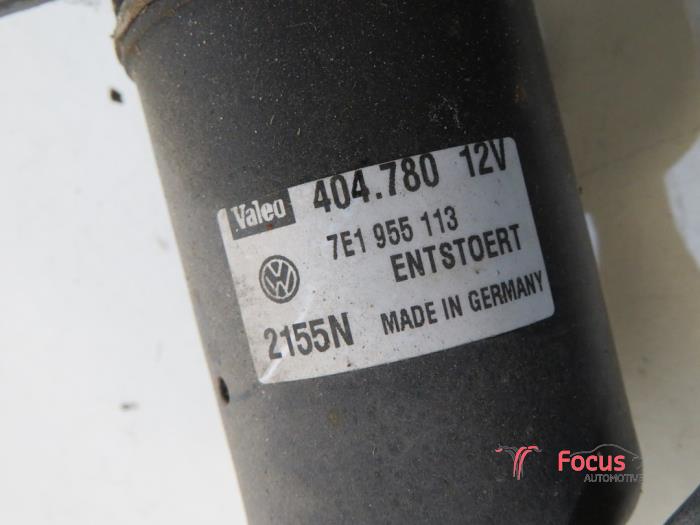 Valeo 404.780 12V
7E1 955 113
ENTSTOERT
2155N MADE IN GERMANY
Focus
AUTOMOTIVE